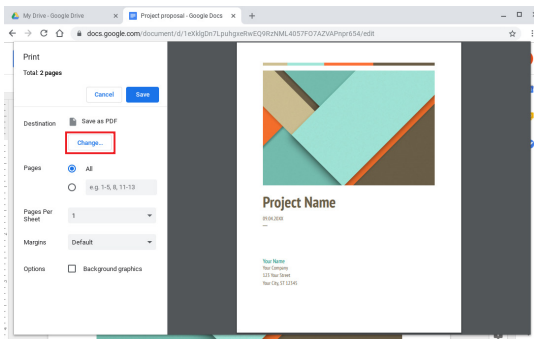 My Drive - Google Drive
Project proposal - Google Docs
docs.google.com/document/d/1eXklgDn7LpuhgxeRwEQ9RzNML4057FO7AZVAPnpr654/edit
Print
Total: 2 pages
Cancel Save
Destination Save as PDF
Change...
Pages All
e.g. 1-5, 8, 11-13
Pages Per
Sheet 1
Margins Default
Options Background graphics
Project Name
09.04.20XX
Your Name
Your Company
123 Your Street
Your City, ST 12345